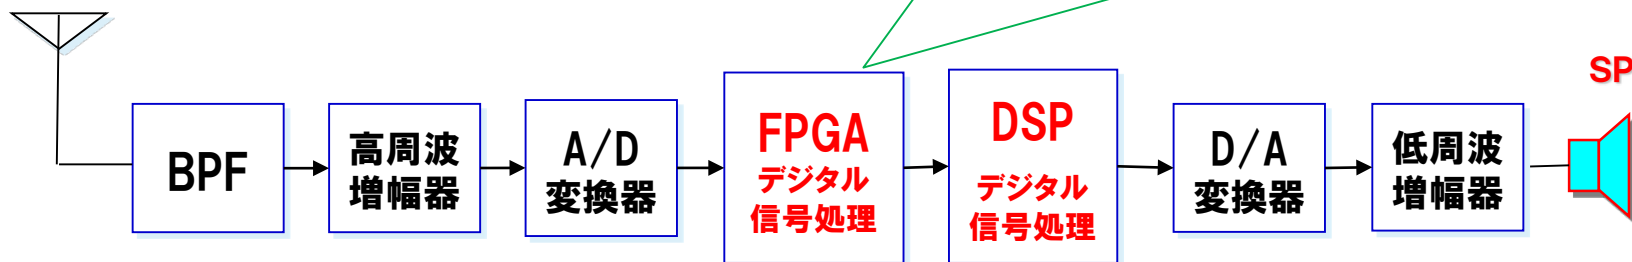 BPF
高周波
増幅器
A/D
変換器
FPGA
デジタル
信号処理
DSP
デジタル
信号処理
D/A
変換器
低周波
増幅器
SP